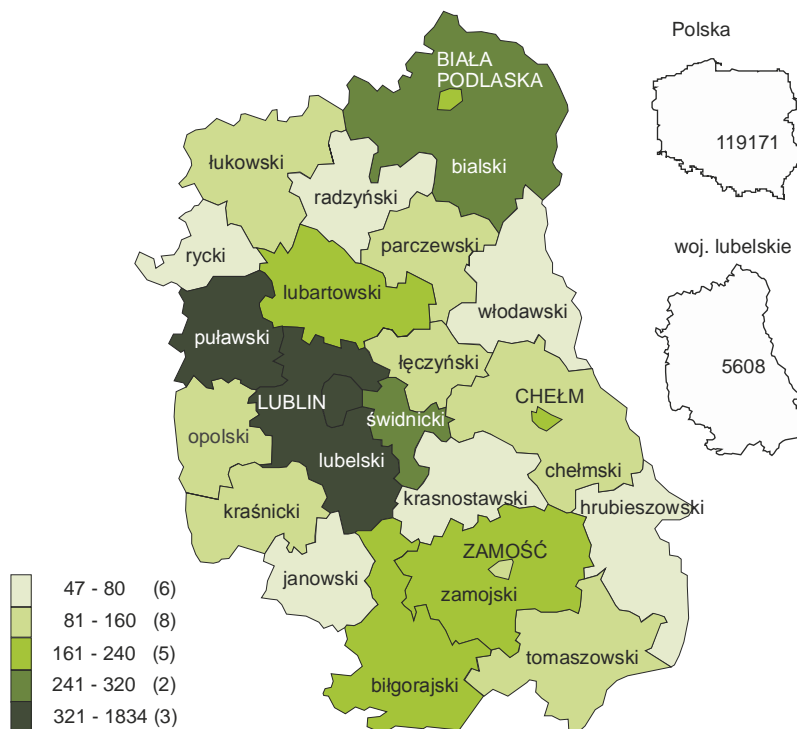 Polska
BIAŁA
PODLASKA
119171
łukowski
bialski
radzyński
parczewski
rycki
woj. lubelskie
lubartowski
włodawski
puławski
łęczyński
5608
LUBLIN
CHEŁM
świdnicki
opolski
lubelski
chełmski
krasnostawski
hrubieszowski
kraśnicki
ZAMOŚĆ
janowski
zamojski
tomaszowski
biłgorajski
47 - 80 (6)
81 - 160 (8)
161 - 240 (5)
241 - 320 (2)
321 - 1834 (3)